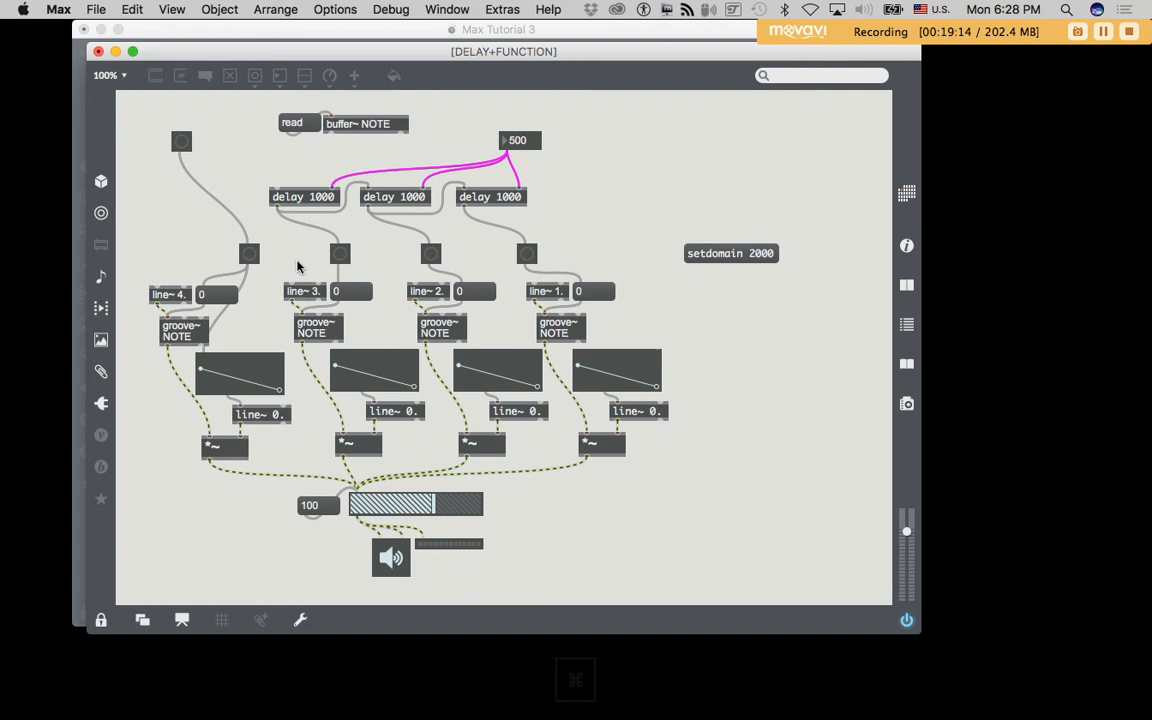 Max File Edit View Object Arrange Options Debug Window Extras Help U.S. Mon 6:28 PM
Max Tutorial 3
movavi Recording [00:19:14 / 202.4 MB]
[DELAY+FUNCTION]
100%
read buffer~ NOTE
500
delay 1000 delay 1000 delay 1000
setdomain 2000
line~ 4. 0 line~ 3. 0 line~ 2. 0 line~ 1. 0
groove~ NOTE
groove~ NOTE
groove~ NOTE
groove~ NOTE
line~ 0. line~ 0. line~ 0. line~ 0.
*~ *~ *~ *~
100